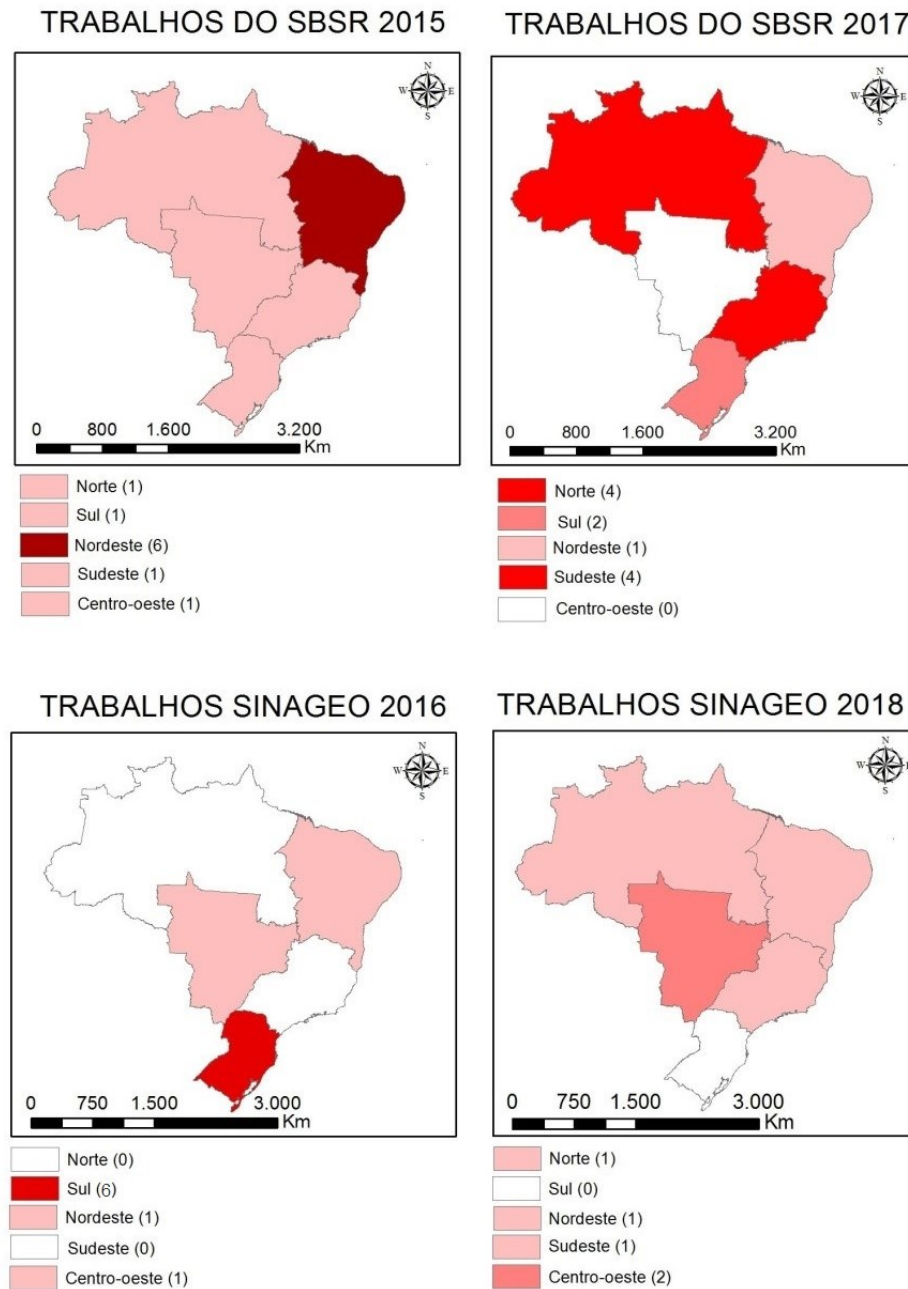 TRABALHOS DO SBSR 2015
N
W E
S
0 800 1.600 3.200
Km
Norte (1)
Sul (1)
Nordeste (6)
Sudeste (1)
Centro-oeste (1)
TRABALHOS DO SBSR 2017
N
W E
S
0 800 1.600 3.200
Km
Norte (4)
Sul (2)
Nordeste (1)
Sudeste (4)
Centro-oeste (0)
TRABALHOS SINAGEO 2016
N
W E
S
0 750 1.500 3.000
Km
Norte (0)
Sul (6)
Nordeste (1)
Sudeste (0)
Centro-oeste (1)
TRABALHOS SINAGEO 2018
N
W E
S
0 750 1.500 3.000
Km
Norte (1)
Sul (0)
Nordeste (1)
Sudeste (1)
Centro-oeste (2)